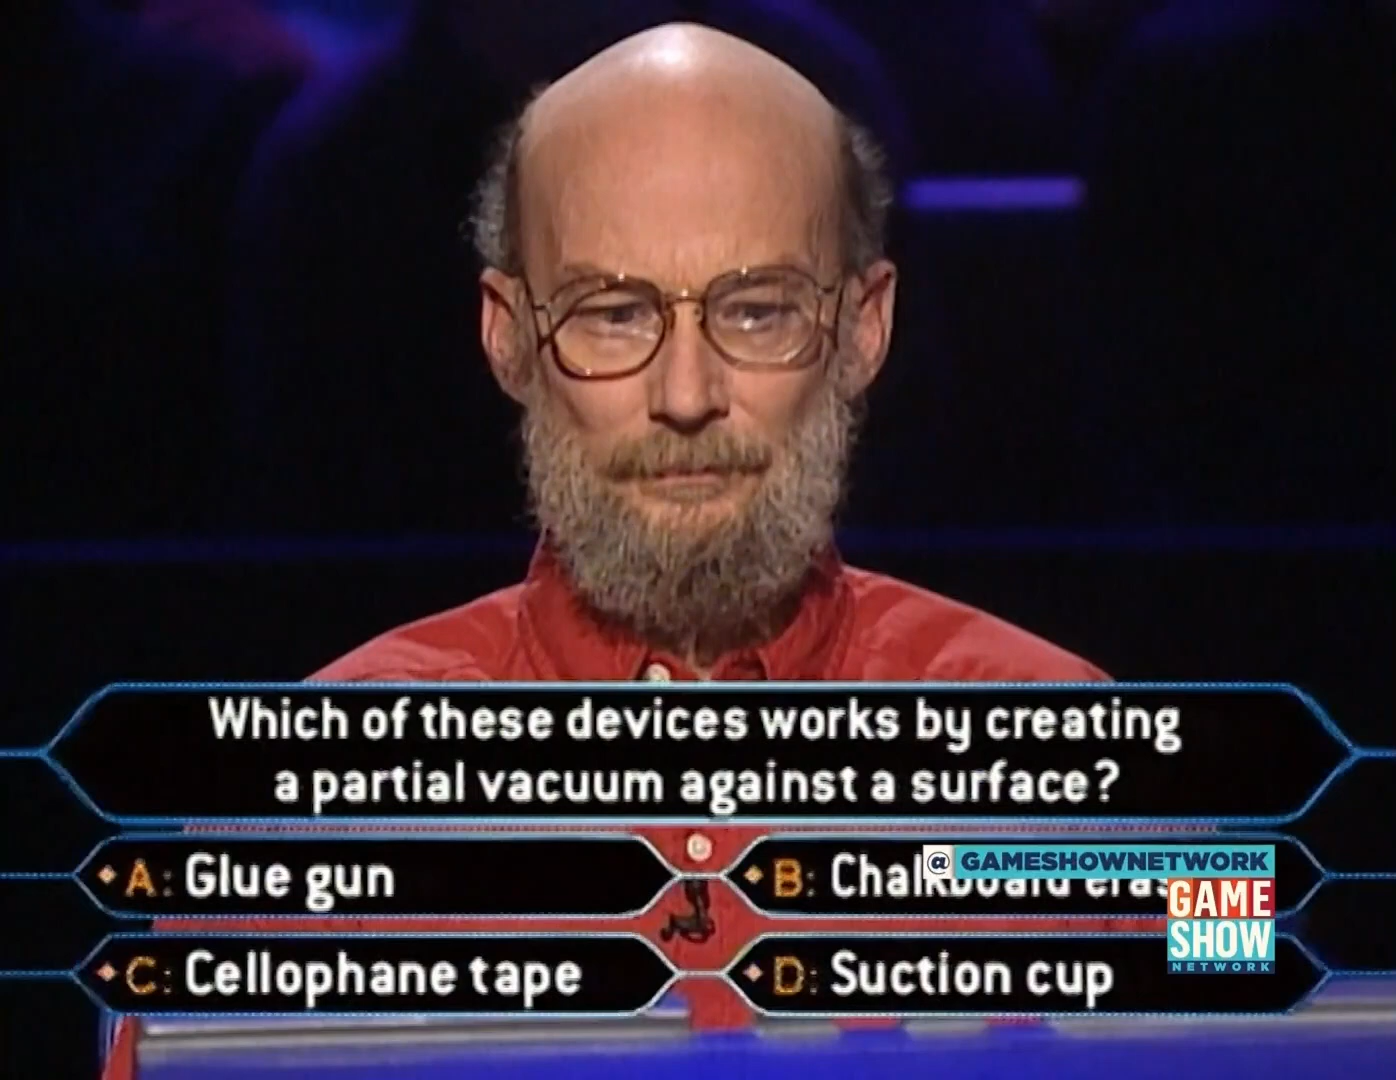 Which of these devices works by creating
a partial vacuum against a surface?
A: Glue gun
B: Chalkboard
C: Cellophane tape
D: Suction cup
@GAMESHOWNETWORK
GAME
SHOW
NETWORK